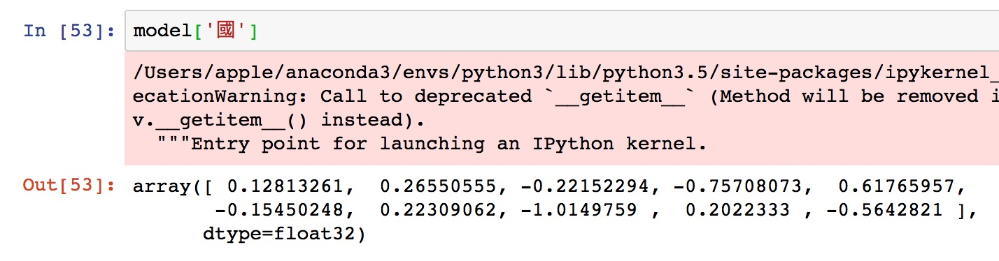 In [53]: model['國']
/Users/apple/anaconda3/envs/python3/lib/python3.5/site-packages/ipykernel_
ecationWarning: Call to deprecated `__getitem__` (Method will be removed i
v.__getitem__() instead).
"""Entry point for launching an IPython kernel.
Out[53]: array([ 0.12813261,  0.26550555, -0.22152294, -0.75708073,  0.61765957,
-0.15450248,  0.22309062, -1.0149759 ,  0.2022333 , -0.5642821 ],
dtype=float32)